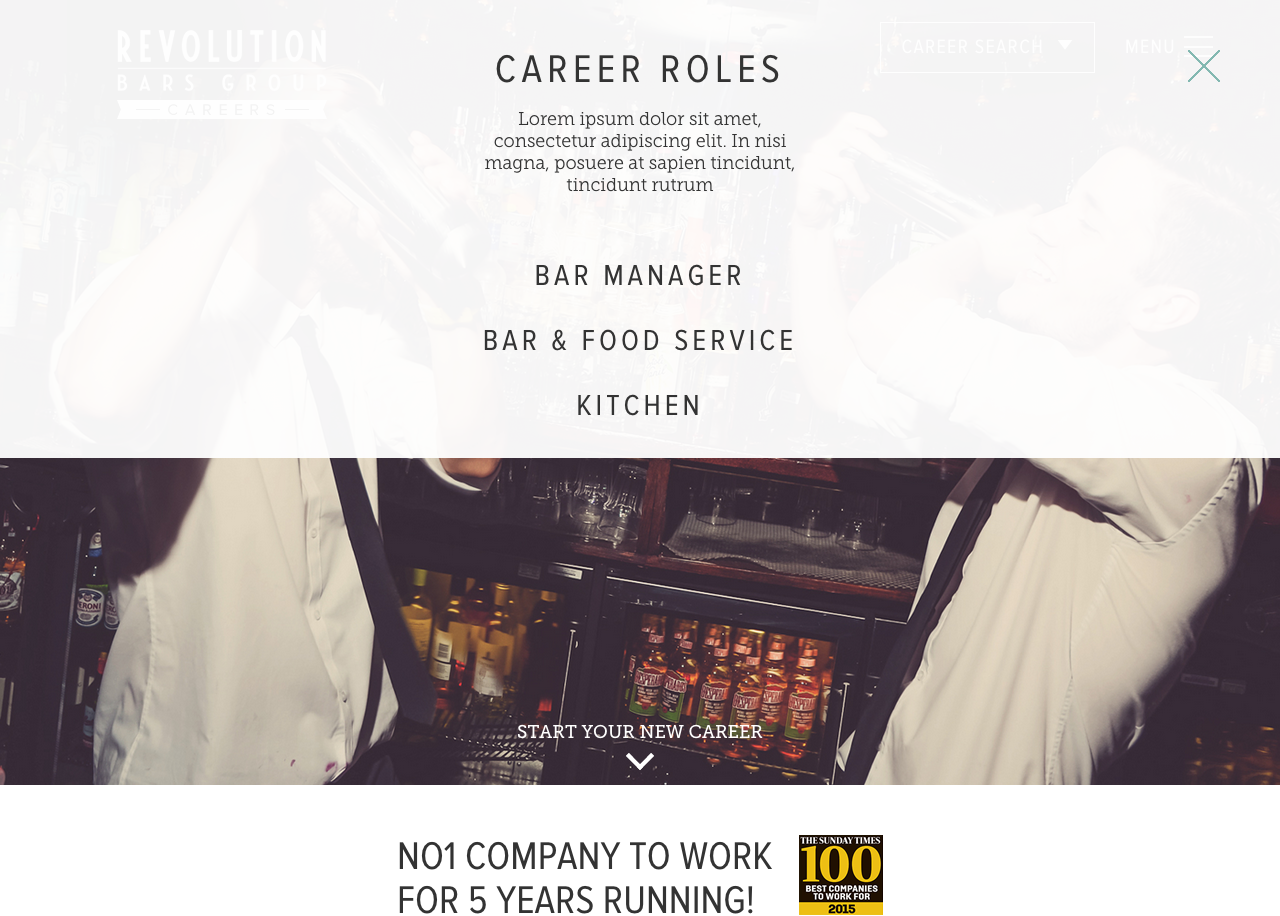 REVOLUTION
BARS GROUP
CAREERS
CAREER SEARCH
MENU
CAREER ROLES
Lorem ipsum dolor sit amet,
consectetur adipiscing elit. In nisi
magna, posuere at sapien tincidunt,
tincidunt rutrum
BAR MANAGER
BAR & FOOD SERVICE
KITCHEN
PERONI
DESPERADOS
START YOUR NEW CAREER
NO1 COMPANY TO WORK
FOR 5 YEARS RUNNING!
THE SUNDAY TIMES
100
BEST COMPANIES
TO WORK FOR
2015